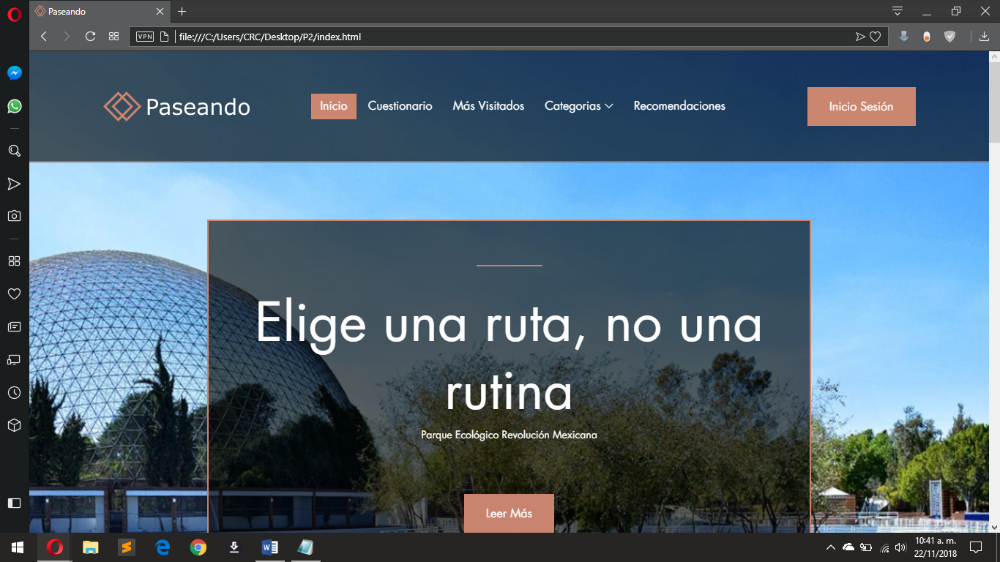 Paseando
VPN
file:///C:/Users/CRC/Desktop/P2/index.html
Paseando
Inicio
Cuestionario
Más Visitados
Categorias
Recomendaciones
Inicio Sesión
Elige una ruta, no una
rutina
Parque Ecológico Revolución Mexicana
Leer Más
10:41 a. m.
22/11/2018